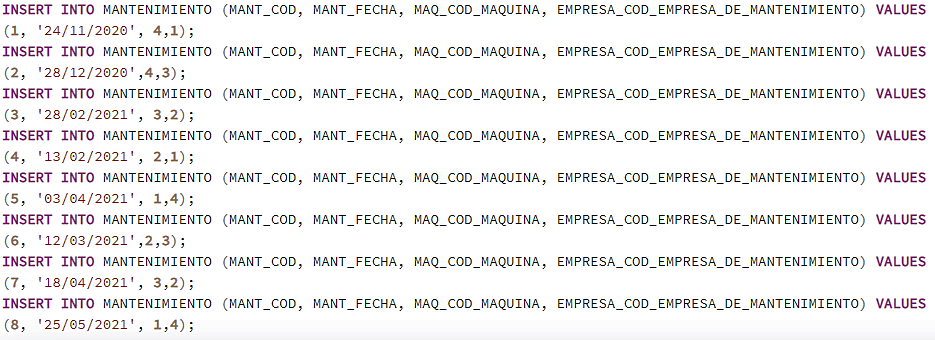 INSERT INTO MANTENIMIENTO (MANT_COD, MANT_FECHA, MAQ_COD_MAQUINA, EMPRESA_COD_EMPRESA_DE_MANTENIMIENTO) VALUES
(1, '24/11/2020', 4,1);
INSERT INTO MANTENIMIENTO (MANT_COD, MANT_FECHA, MAQ_COD_MAQUINA, EMPRESA_COD_EMPRESA_DE_MANTENIMIENTO) VALUES
(2, '28/12/2020',4,3);
INSERT INTO MANTENIMIENTO (MANT_COD, MANT_FECHA, MAQ_COD_MAQUINA, EMPRESA_COD_EMPRESA_DE_MANTENIMIENTO) VALUES
(3, '28/02/2021', 3,2);
INSERT INTO MANTENIMIENTO (MANT_COD, MANT_FECHA, MAQ_COD_MAQUINA, EMPRESA_COD_EMPRESA_DE_MANTENIMIENTO) VALUES
(4, '13/02/2021', 2,1);
INSERT INTO MANTENIMIENTO (MANT_COD, MANT_FECHA, MAQ_COD_MAQUINA, EMPRESA_COD_EMPRESA_DE_MANTENIMIENTO) VALUES
(5, '03/04/2021', 1,4);
INSERT INTO MANTENIMIENTO (MANT_COD, MANT_FECHA, MAQ_COD_MAQUINA, EMPRESA_COD_EMPRESA_DE_MANTENIMIENTO) VALUES
(6, '12/03/2021',2,3);
INSERT INTO MANTENIMIENTO (MANT_COD, MANT_FECHA, MAQ_COD_MAQUINA, EMPRESA_COD_EMPRESA_DE_MANTENIMIENTO) VALUES
(7, '18/04/2021', 3,2);
INSERT INTO MANTENIMIENTO (MANT_COD, MANT_FECHA, MAQ_COD_MAQUINA, EMPRESA_COD_EMPRESA_DE_MANTENIMIENTO) VALUES
(8, '25/05/2021', 1,4);